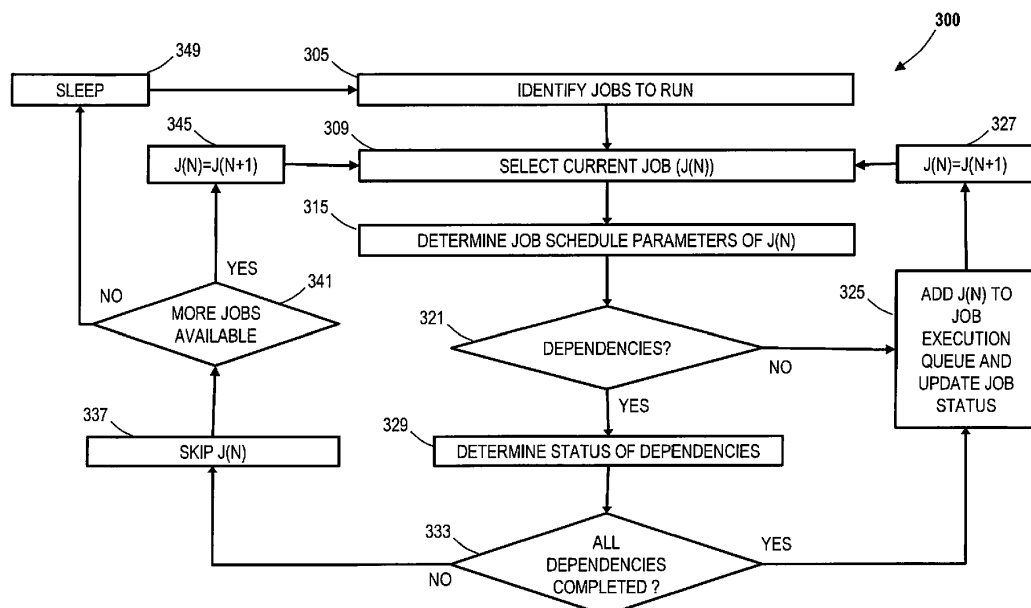 300
349
SLEEP
305
IDENTIFY JOBS TO RUN
345
J(N)=J(N+1)
309
SELECT CURRENT JOB (J(N))
327
J(N)=J(N+1)
315
DETERMINE JOB SCHEDULE PARAMETERS OF J(N)
NO
YES
341
MORE JOBS
AVAILABLE
321
DEPENDENCIES?
NO
YES
325
ADD J(N) TO
JOB
EXECUTION
QUEUE AND
UPDATE JOB
STATUS
337
SKIP J(N)
329
DETERMINE STATUS OF DEPENDENCIES
333
ALL
DEPENDENCIES
COMPLETED ?
NO
YES